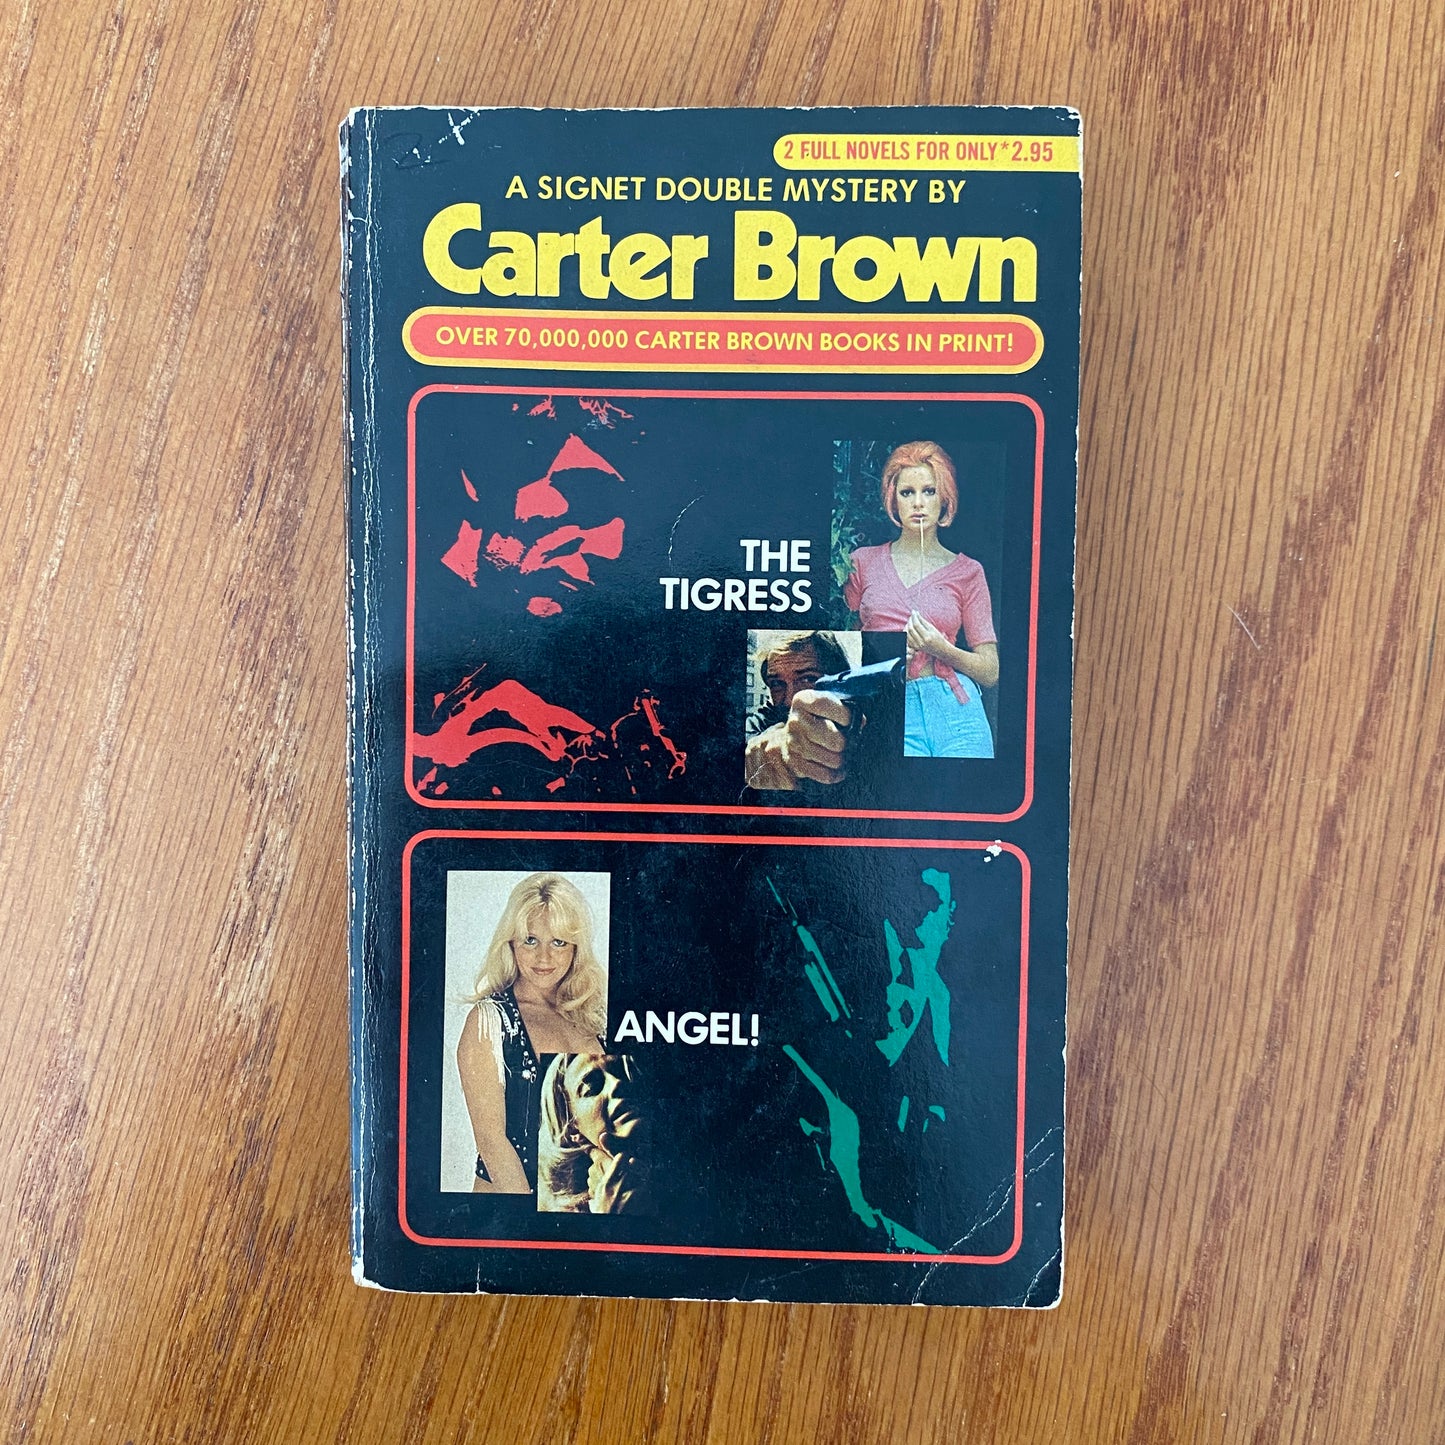 2 FULL NOVELS FOR ONLY*2.95
A SIGNET DOUBLE MYSTERY BY
Carter Brown
OVER 70,000,000 CARTER BROWN BOOKS IN PRINT!
THE
TIGRESS
ANGEL!